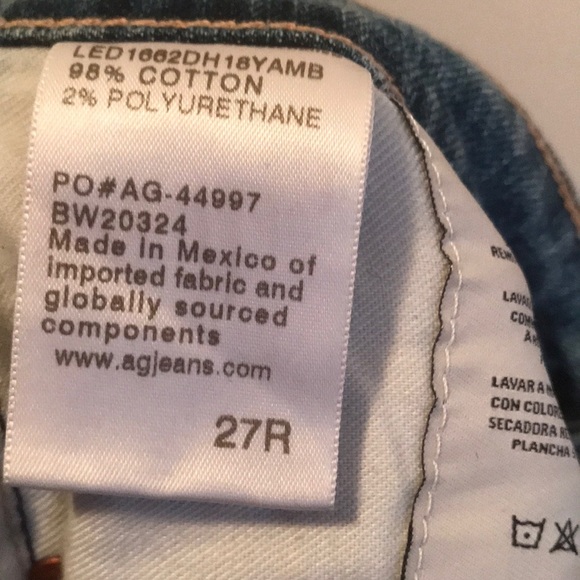 LED1662DH18YAMB
98% COTTON
2% POLYURETHANE
PO#AG-44997
BW20324
Made in Mexico of
imported fabric and
globally sourced
components
www.agjeans.com
27R
LAVAR A
CON COLOR
SECADORA
PLANCHA